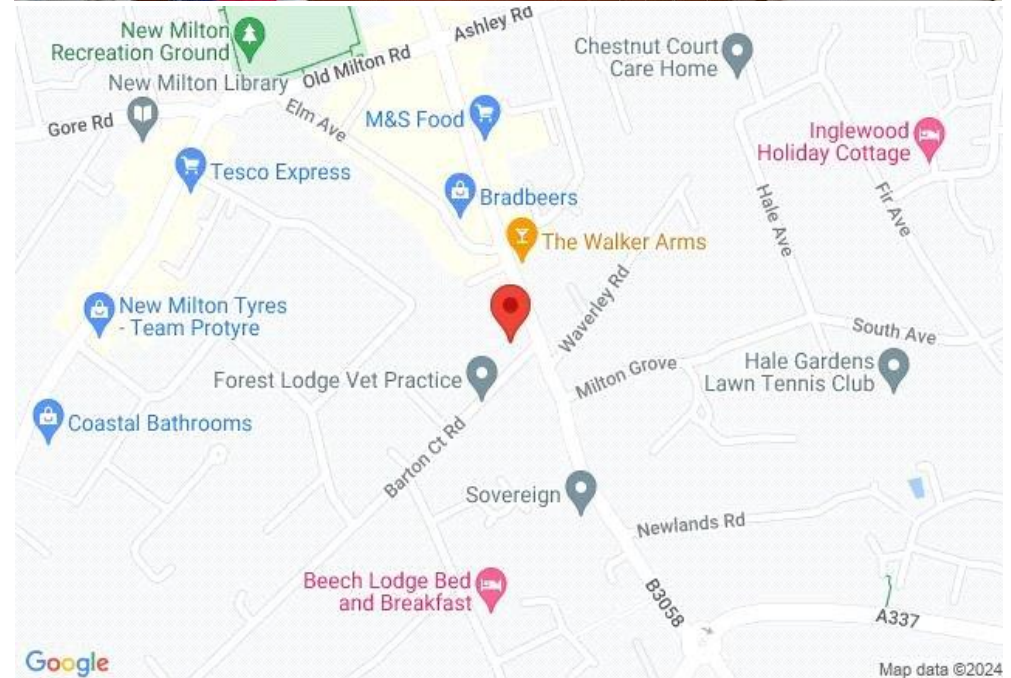 New Milton
Recreation Ground
Ashley Rd
Old Milton Rd
Chestnut Court
Care Home
New Milton Library
Gore Rd
Elm Ave
M&S Food
Inglewood
Holiday Cottage
Tesco Express
Bradbeers
Hale Ave
Fir Ave
The Walker Arms
New Milton Tyres
- Team Protyre
Waverley Rd
South Ave
Milton Grove
Hale Gardens
Lawn Tennis Club
Forest Lodge Vet Practice
Coastal Bathrooms
Barton Ct Rd
Sovereign
Newlands Rd
Beech Lodge Bed
and Breakfast
B3058
A337
Google
Map data ©2024